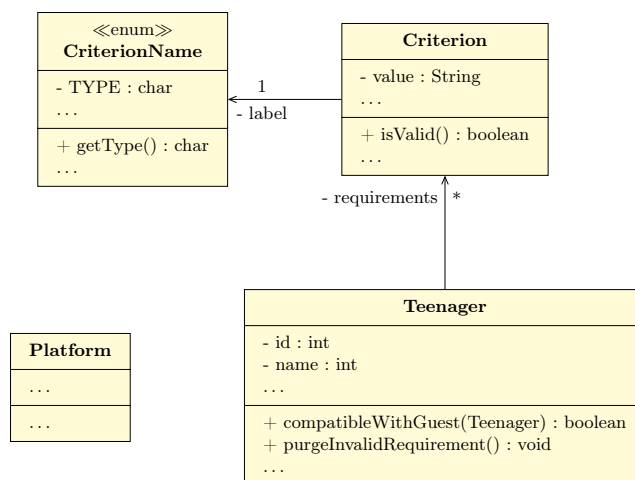 ≪enum≫
CriterionName
- TYPE : char
...
+ getType() : char
...
1
- label
Criterion
- value : String
...
+ isValid() : boolean
...
- requirements
*
Teenager
- id : int
- name : int
...
+ compatibleWithGuest(Teenager) : boolean
+ purgeInvalidRequirement() : void
...
Platform
...
...